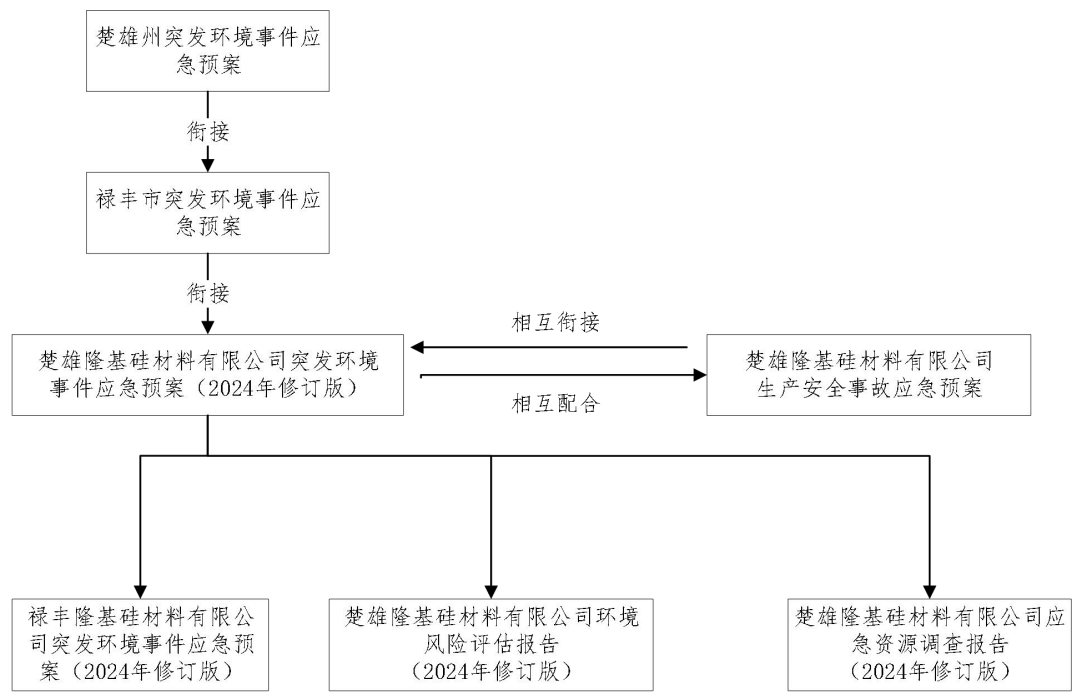 楚雄州突发环境事件应
急预案
衔接
禄丰市突发环境事件应
急预案
衔接
楚雄隆基硅材料有限公司突发环境
事件应急预案（2024年修订版）
相互衔接
相互配合
楚雄隆基硅材料有限公司
生产安全事故应急预案
禄丰隆基硅材料有限公
司突发环境事件应急预
案（2024年修订版）
楚雄隆基硅材料有限公司环境
风险评估报告
（2024年修订版）
楚雄隆基硅材料有限公司应
急资源调查报告
（2024年修订版）